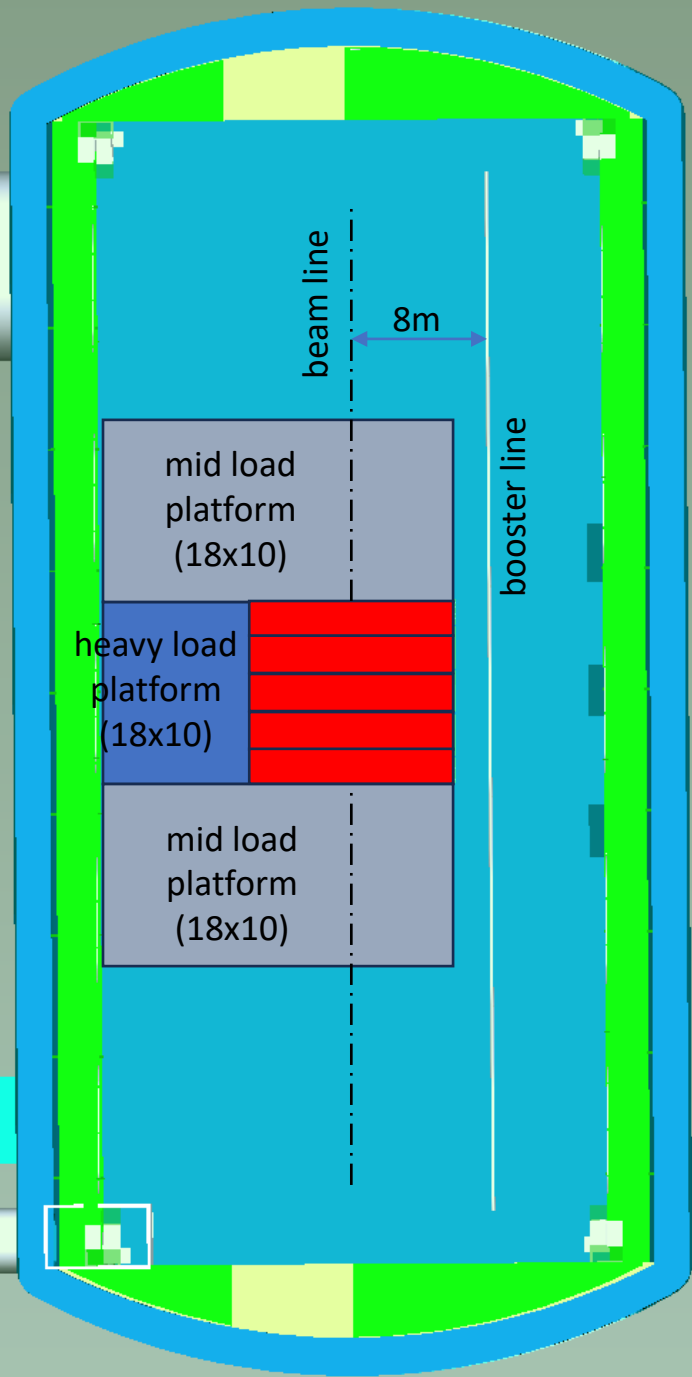 beam line
8m
booster line
mid load
platform
(18x10)
heavy load
platform
(18x10)
mid load
platform
(18x10)